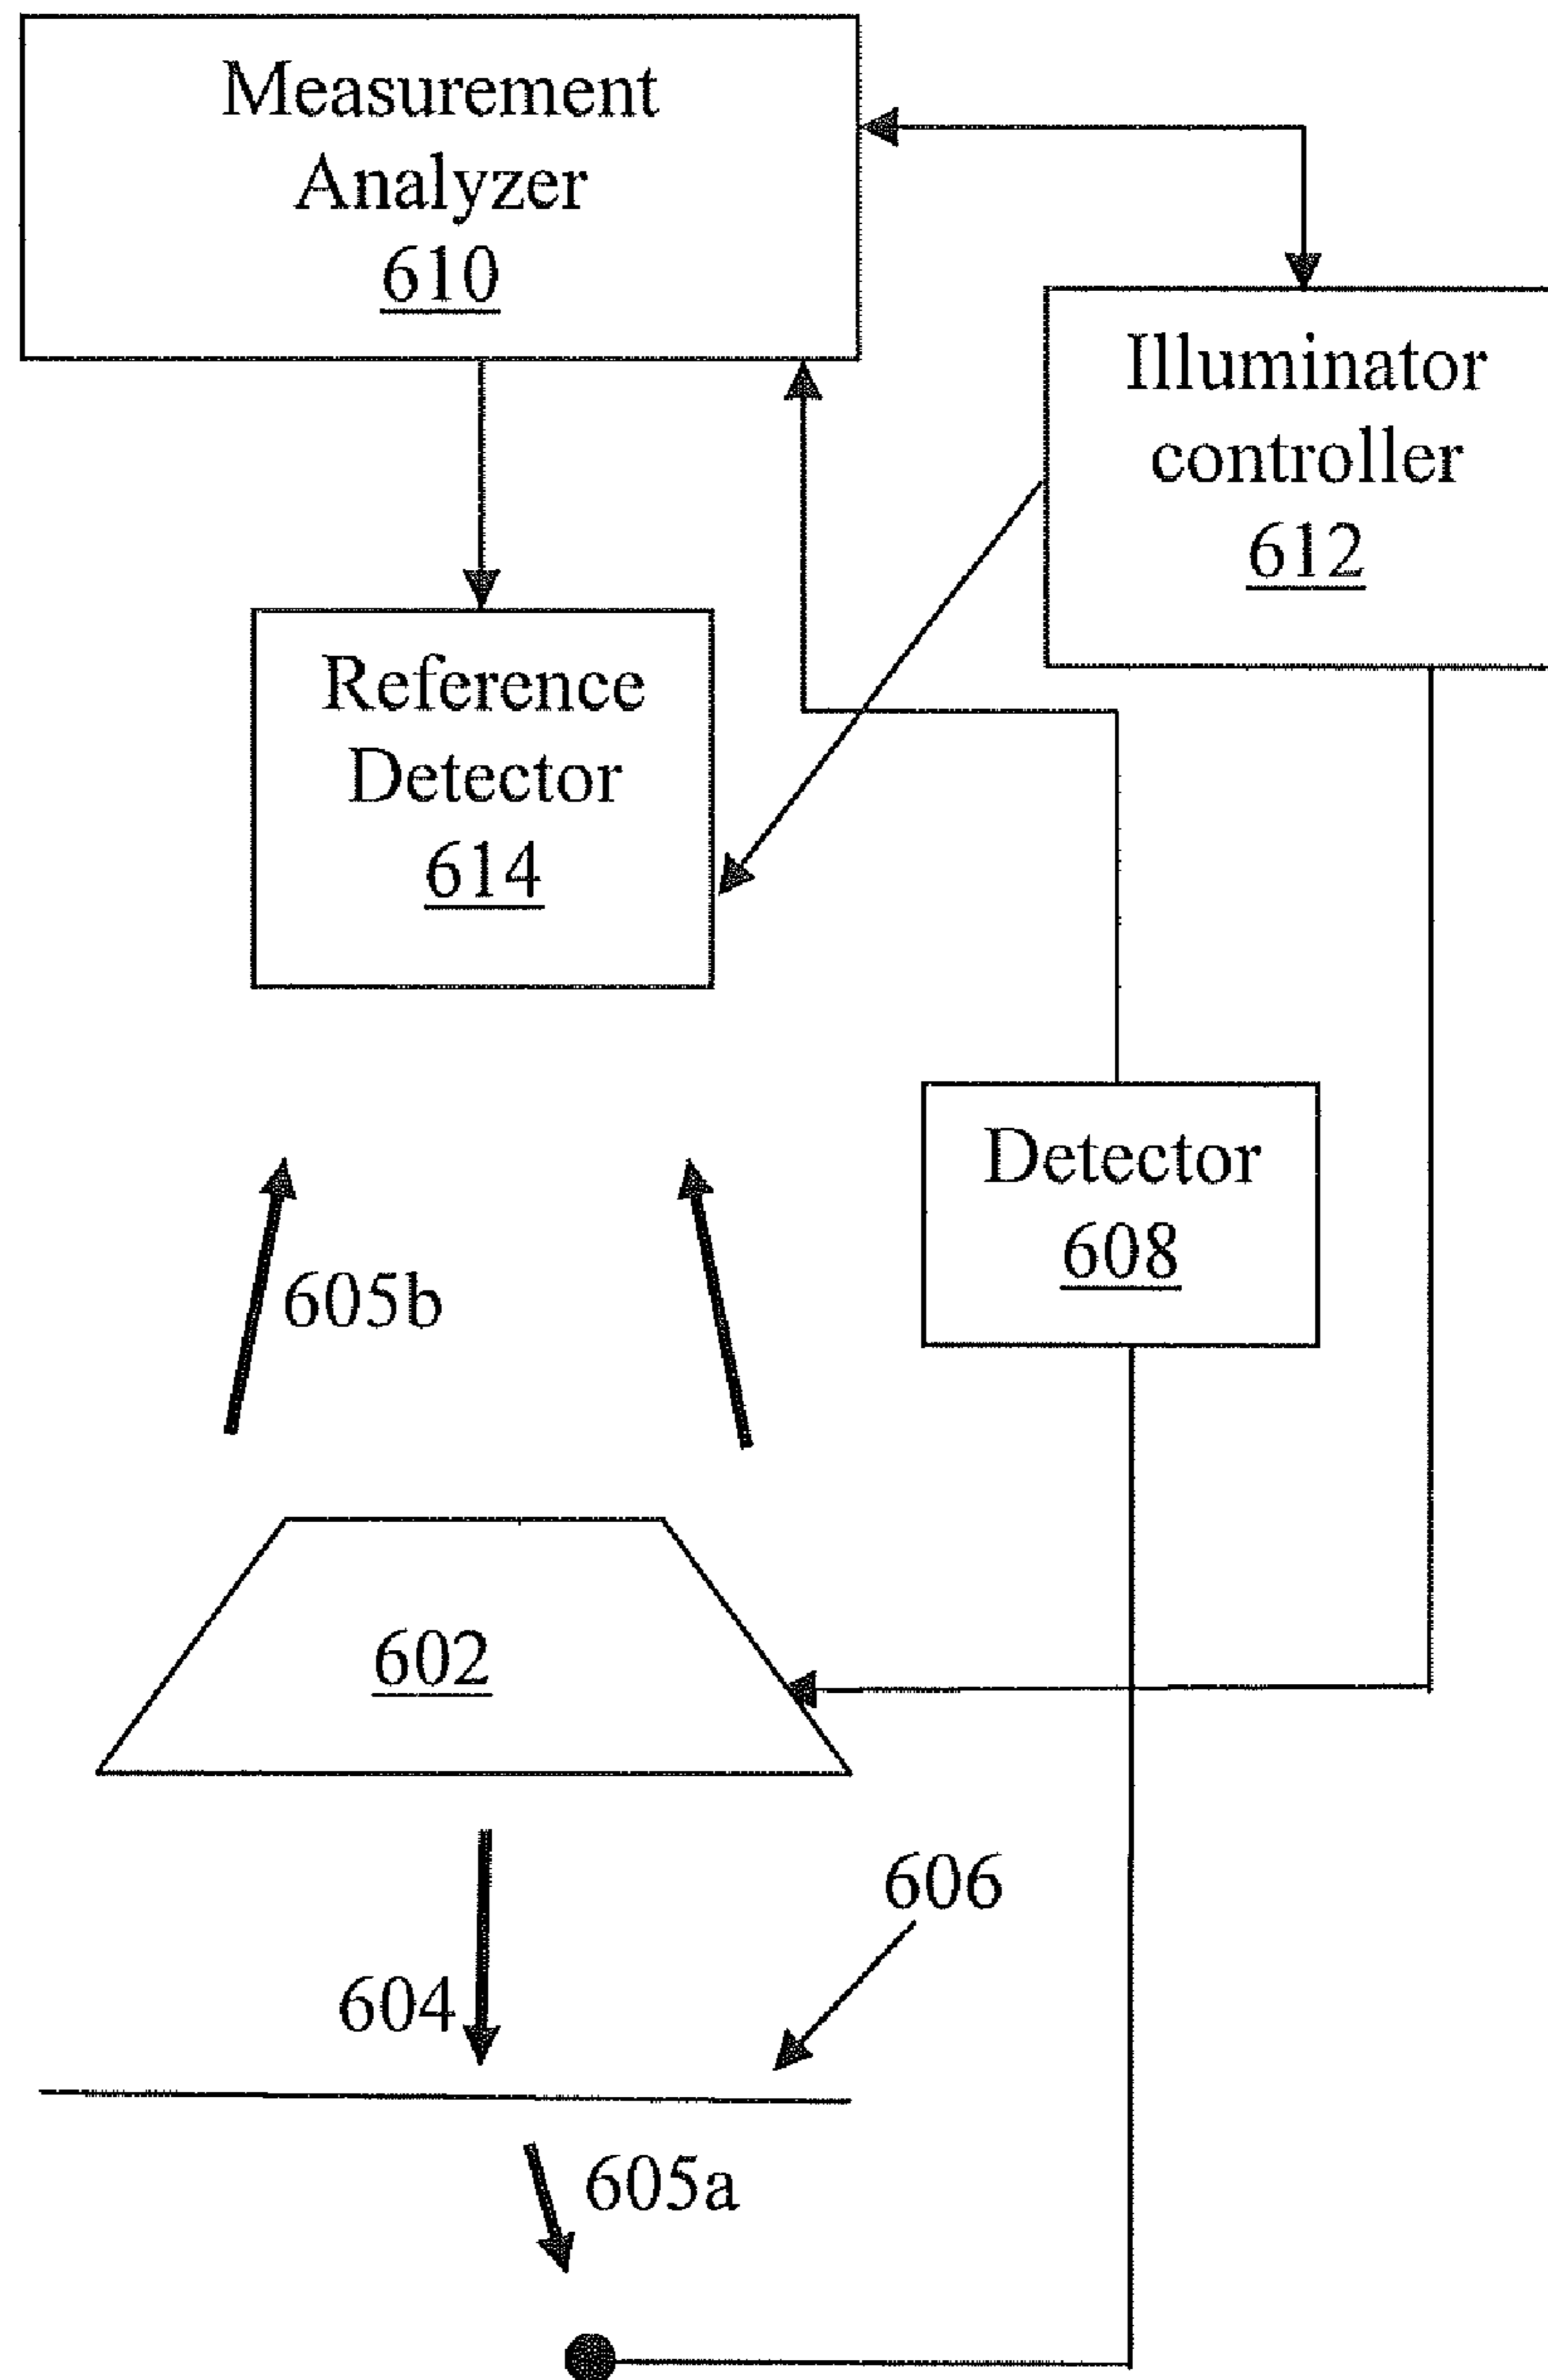 Measurement
Analyzer
610
Illuminator
controller
612
Reference
Detector
614
Detector
608
605b
602
606
604
605a